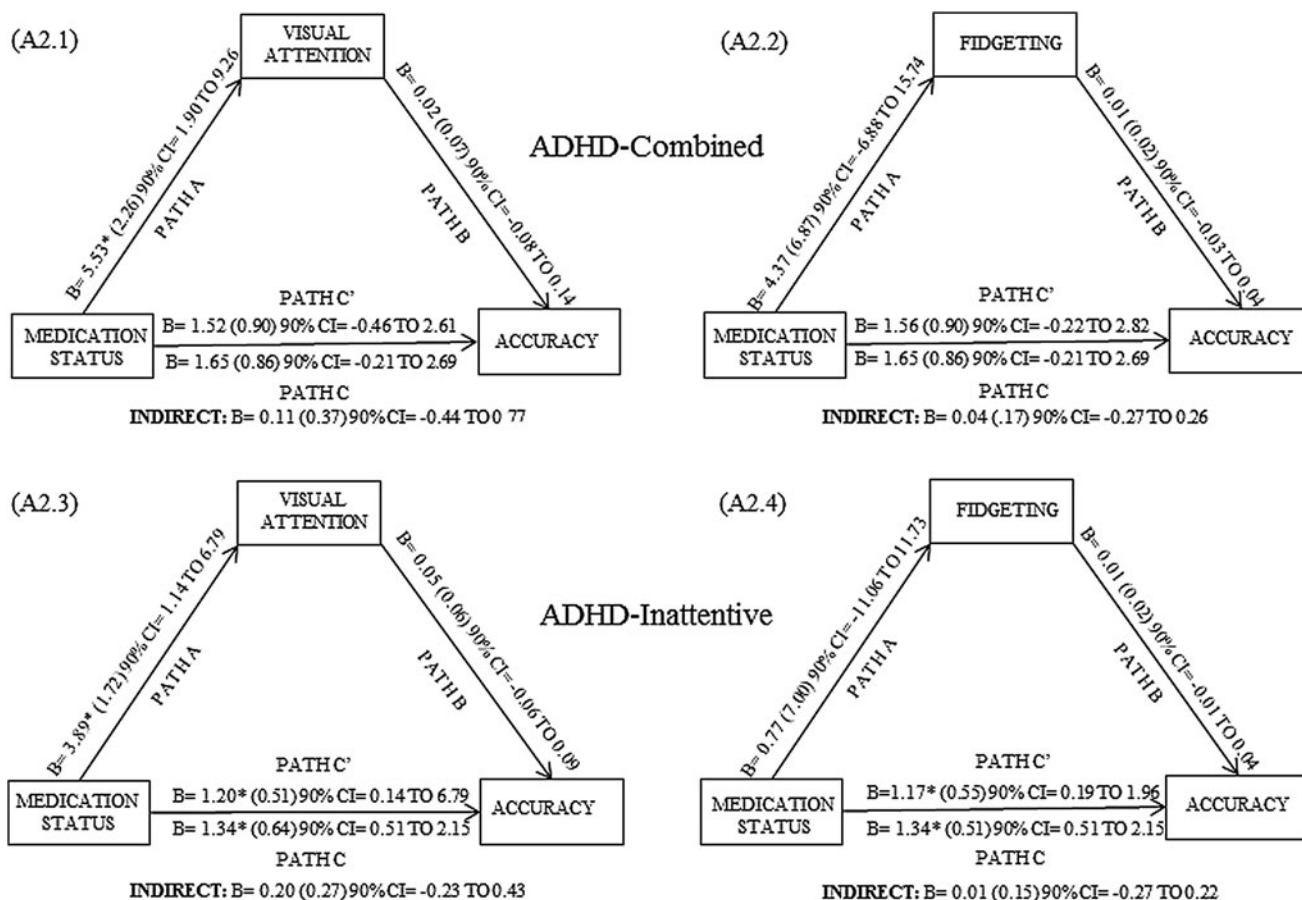 (A2.1)
VISUAL
ATTENTION
B= 5.53* (2.26) 90% CI= 1.90 TO 9.26
PATH A
B= 0.02 (0.07) 90% CI= -0.08 TO 0.14
PATH B
MEDICATION
STATUS
PATH C'
B= 1.52 (0.90) 90% CI= -0.46 TO 2.61
B= 1.65 (0.86) 90% CI= -0.21 TO 2.69
PATH C
ACCURACY
INDIRECT: B= 0.11 (0.37) 90% CI= -0.44 TO 0 77
(A2.2)
FIDGETING
B= 4.37 (6.87) 90% CI= -6.88 TO 15.74
PATH A
B= 0.01 (0.02) 90% CI= -0.03 TO 0.04
PATH B
MEDICATION
STATUS
PATH C'
B= 1.56 (0.90) 90% CI= -0.22 TO 2.82
B= 1.65 (0.86) 90% CI= -0.21 TO 2.69
PATH C
ACCURACY
INDIRECT: B= 0.04 (.17) 90% CI= -0.27 TO 0.26
ADHD-Combined
(A2.3)
VISUAL
ATTENTION
B= 3.89* (1.72) 90% CI= 1.14 TO 6.79
PATH A
B= 0.05 (0.06) 90% CI= -0.06 TO 0.09
PATH B
MEDICATION
STATUS
PATH C'
B= 1.20* (0.51) 90% CI= 0.14 TO 6.79
B= 1.34* (0.64) 90% CI= 0.51 TO 2.15
PATH C
ACCURACY
INDIRECT: B= 0.20 (0.27) 90% CI= -0.23 TO 0.43
(A2.4)
FIDGETING
B= 0.77 (7.00) 90% CI= -11.06 TO 11.73
PATH A
B= 0.01 (0.02) 90% CI= -0.01 TO 0.04
PATH B
MEDICATION
STATUS
PATH C'
B=1.17* (0.55) 90% CI= 0.19 TO 1.96
B= 1.34* (0.51) 90% CI= 0.51 TO 2.15
PATH C
ACCURACY
INDIRECT: B= 0.01 (0.15) 90% CI= -0.27 TO 0.22
ADHD-Inattentive